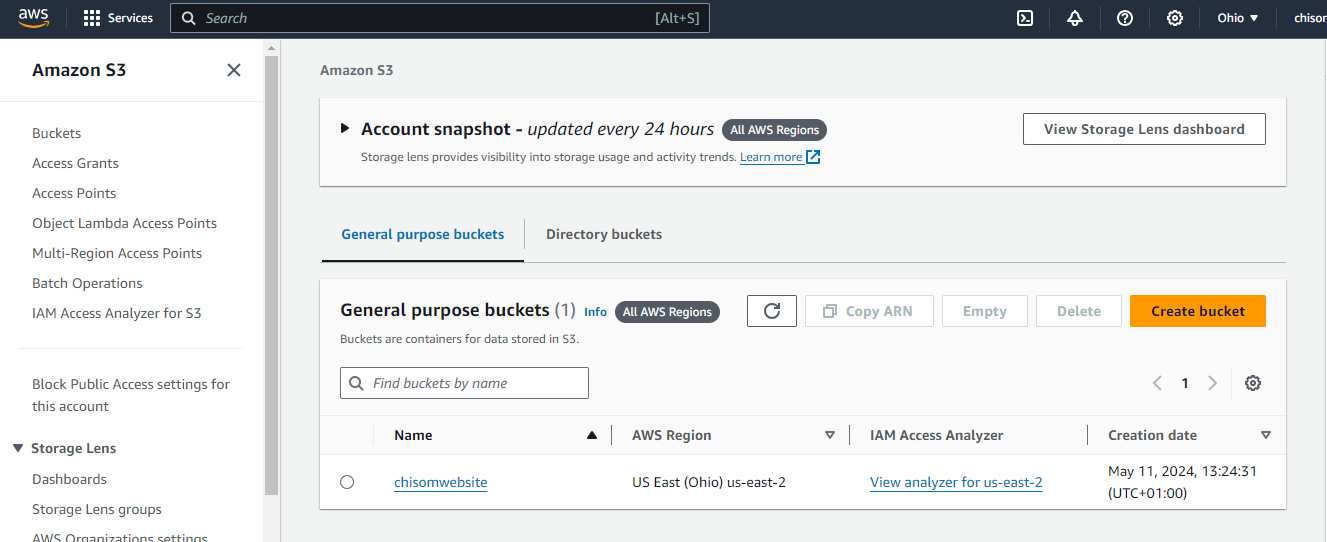 aws
Services
Search
[Alt+S]
Ohio
chisom
Amazon S3
Buckets
Access Grants
Access Points
Object Lambda Access Points
Multi-Region Access Points
Batch Operations
IAM Access Analyzer for S3
Block Public Access settings for
this account
Storage Lens
Dashboards
Storage Lens groups
AWS Organizations settings
Amazon S3
Account snapshot - updated every 24 hours All AWS Regions
View Storage Lens dashboard
Storage lens provides visibility into storage usage and activity trends. Learn more
General purpose buckets
Directory buckets
General purpose buckets (1) Info All AWS Regions
Copy ARN
Empty
Delete
Create bucket
Buckets are containers for data stored in S3.
Find buckets by name
1
Name
AWS Region
IAM Access Analyzer
Creation date
chisomwebsite
US East (Ohio) us-east-2
View analyzer for us-east-2
May 11, 2024, 13:24:31
(UTC+01:00)